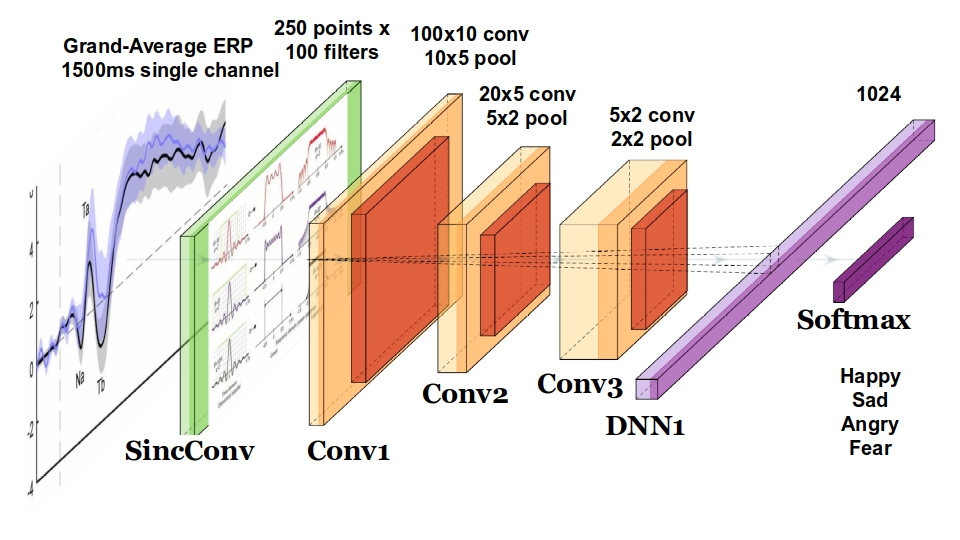 Grand-Average ERP
1500ms single channel
250 points x
100 filters
100x10 conv
10x5 pool
20x5 conv
5x2 pool
5x2 conv
2x2 pool
1024
Ta
Na
Tb
4
2
0
-2
SincConv
Conv1
Conv2
Conv3
DNN1
Softmax
Happy
Sad
Angry
Fear